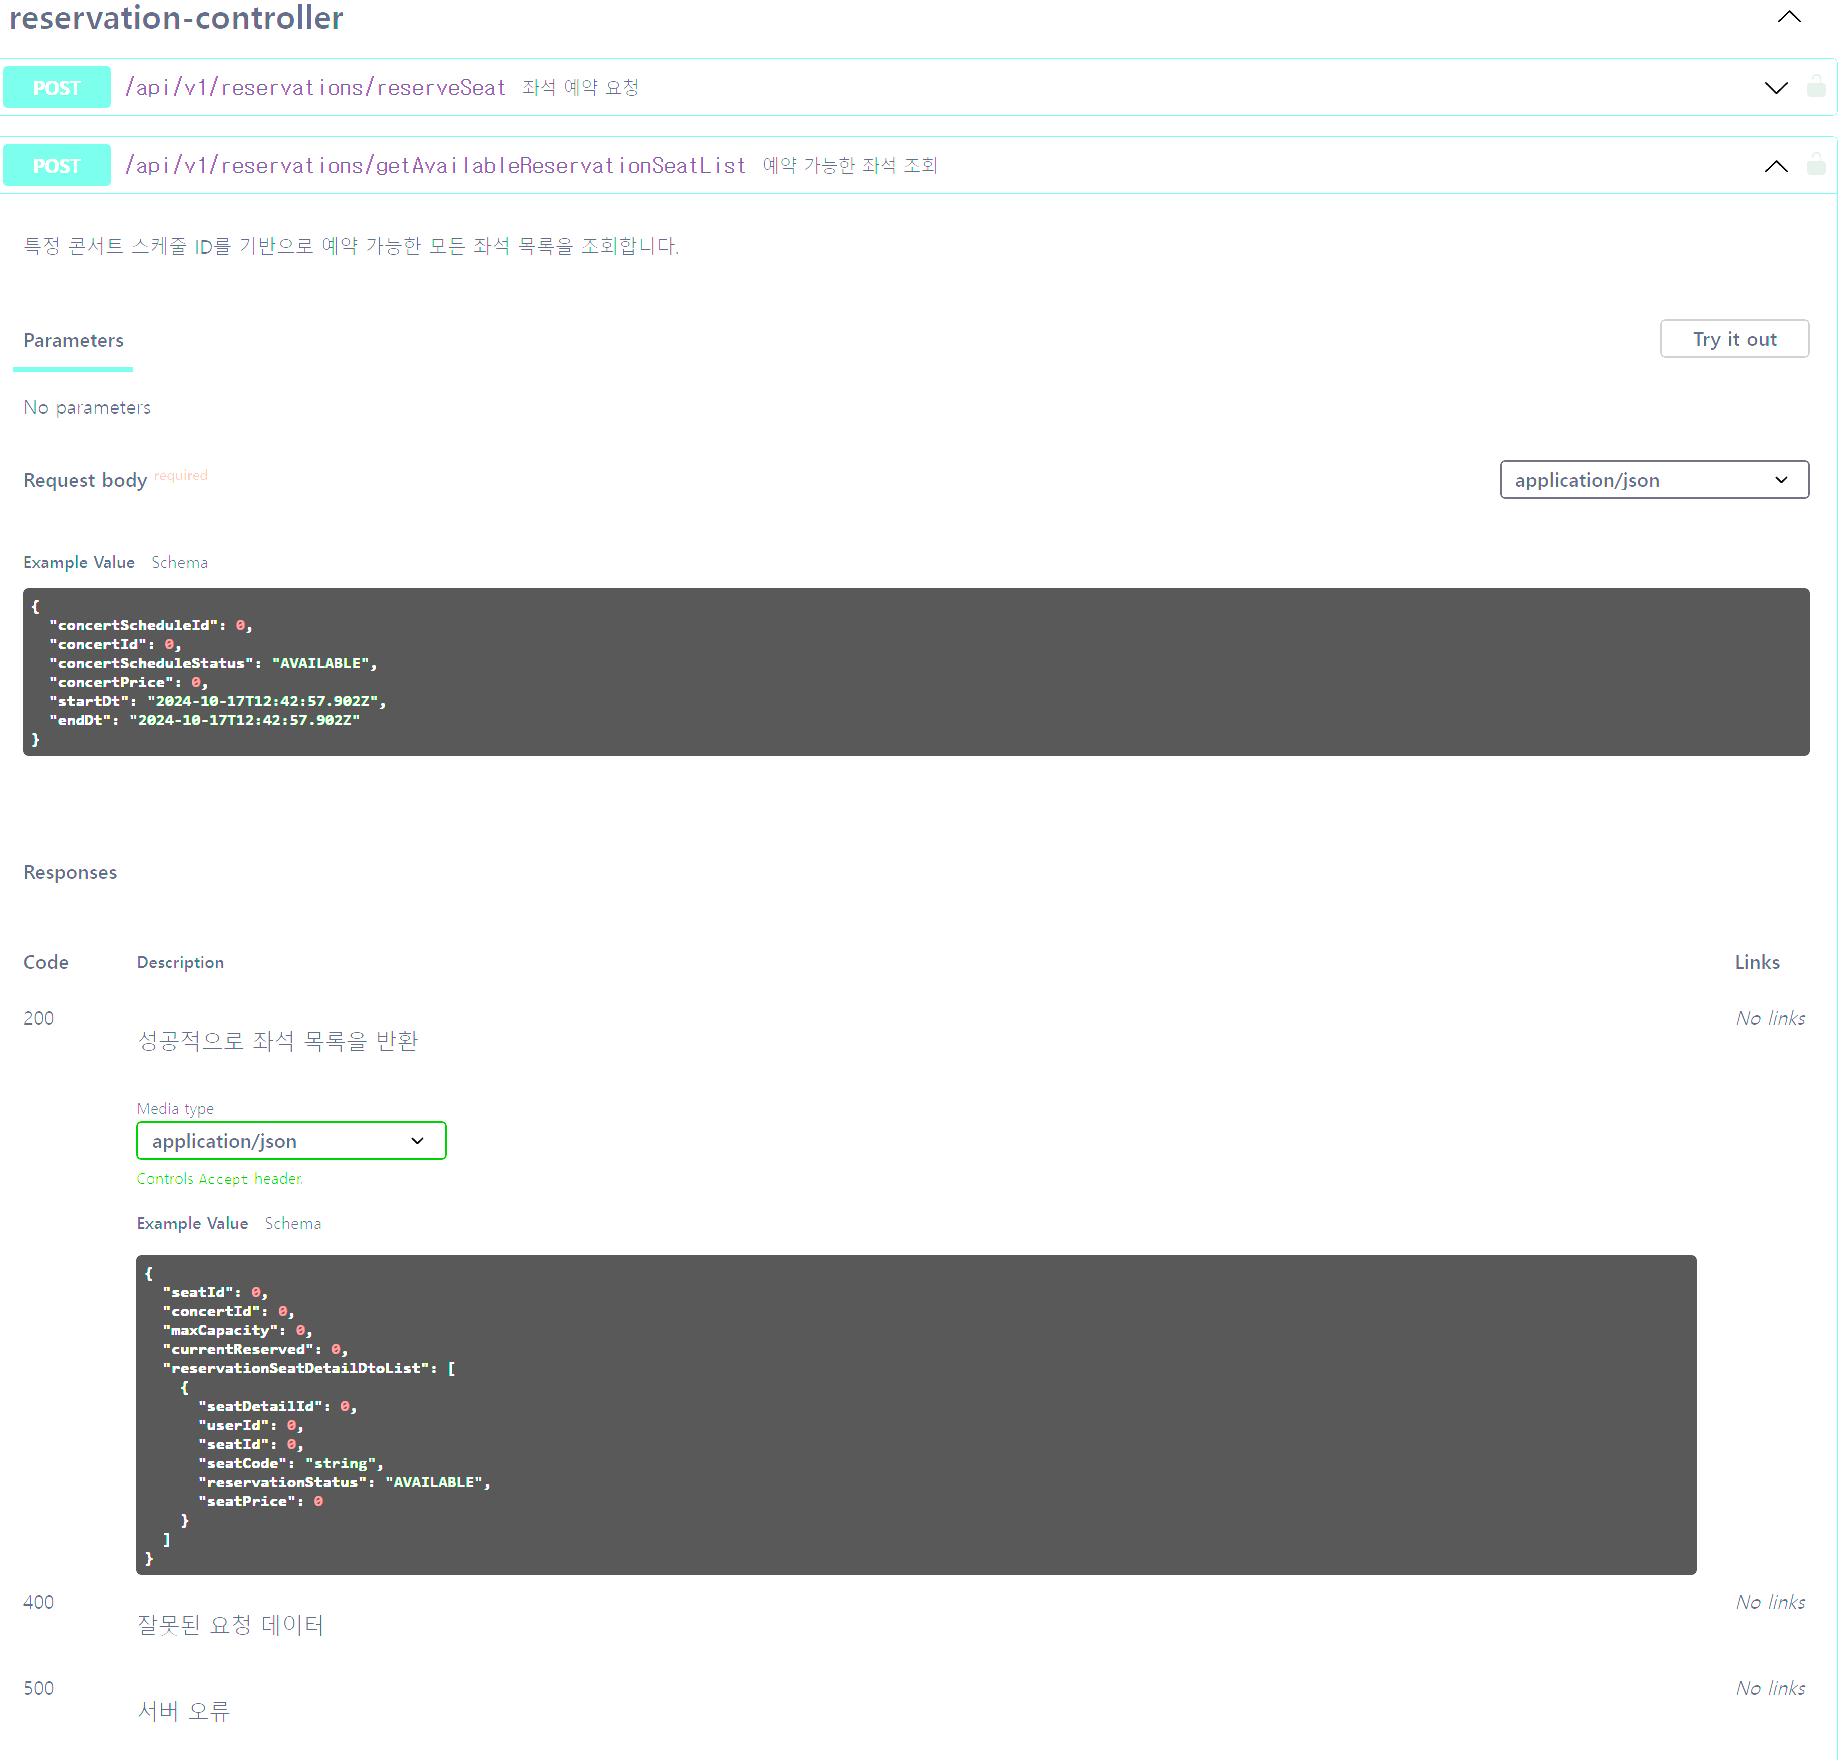 reservation-controller
POST /api/v1/reservations/reserveSeat 좌석 예약 요청
POST /api/v1/reservations/getAvailableReservationSeatList 예약 가능한 좌석 조회
특정 콘서트 스케줄 ID를 기반으로 예약 가능한 모든 좌석 목록을 조회합니다.
Parameters
Try it out
No parameters
Request body required
application/json
Example Value Schema
{
  "concertScheduleId": 0,
  "concertId": 0,
  "concertScheduleStatus": "AVAILABLE",
  "concertPrice": 0,
  "startDt": "2024-10-17T12:42:57.902Z",
  "endDt": "2024-10-17T12:42:57.902Z"
}
Responses
Code Description Links
200 No links
성공적으로 좌석 목록을 반환
Media type
application/json
Controls Accept header.
Example Value Schema
{
  "seatId": 0,
  "concertId": 0,
  "maxCapacity": 0,
  "currentReserved": 0,
  "reservationSeatDetailDtoList": [
    {
      "seatDetailId": 0,
      "userId": 0,
      "seatId": 0,
      "seatCode": "string",
      "reservationStatus": "AVAILABLE",
      "seatPrice": 0
    }
  ]
}
400 No links
잘못된 요청 데이터
500 No links
서버 오류